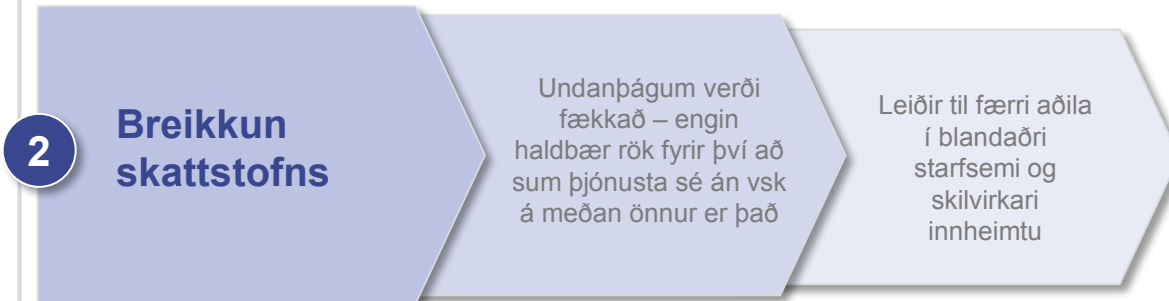 2
Breikkun
skattstofns
Undanþágum verði
fækkað – engin
haldbær rök fyrir því að
sum þjónusta sé án vsk
á meðan önnur er það
Leiðir til færri aðila
í blandaðri
starfsemi og
skilvirkari
innheimtu